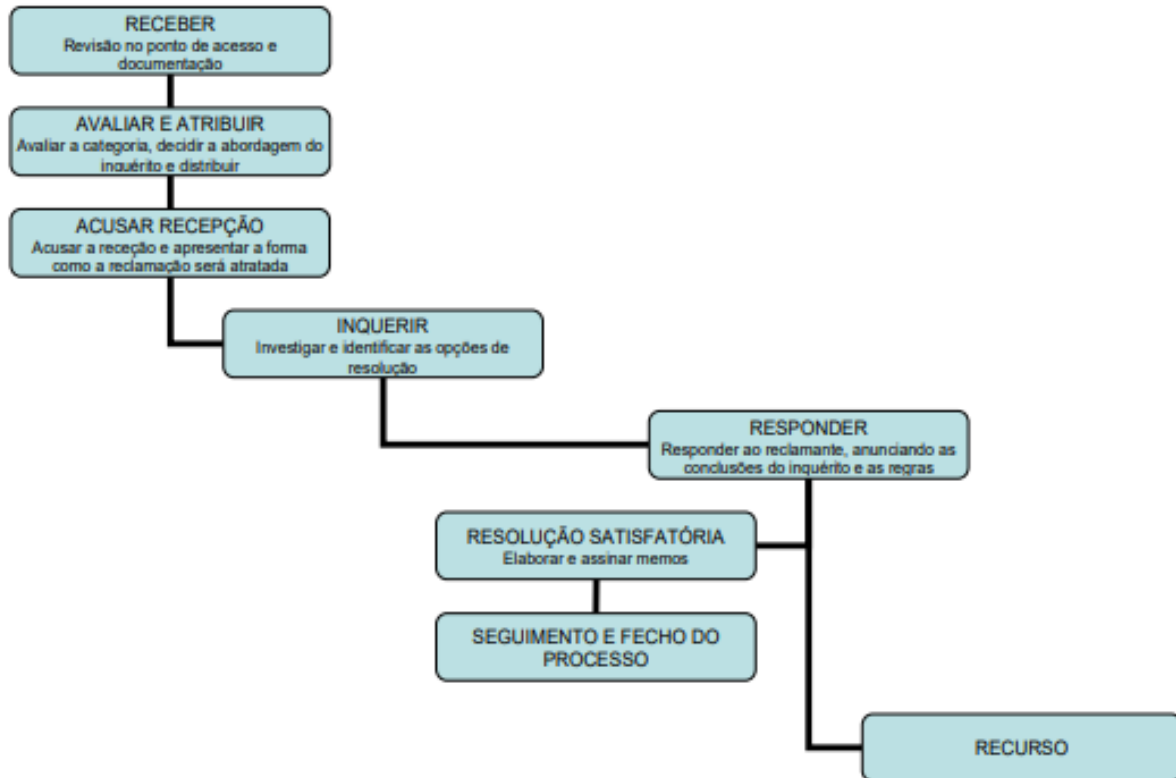 RECEBER
Revisão no ponto de acesso e
documentação
AVALIAR E ATRIBUIR
Avaliar a categoria, decidir a abordagem do
inquérito e distribuir
ACUSAR RECEPÇÃO
Acusar a receção e apresentar a forma
como a reclamação será atratada
INQUERIR
Investigar e identificar as opções de
resolução
RESPONDER
Responder ao reclamante, anunciando as
conclusões do inquérito e as regras
RESOLUÇÃO SATISFATÓRIA
Elaborar e assinar memos
SEGUIMENTO E FECHO DO
PROCESSO
RECURSO